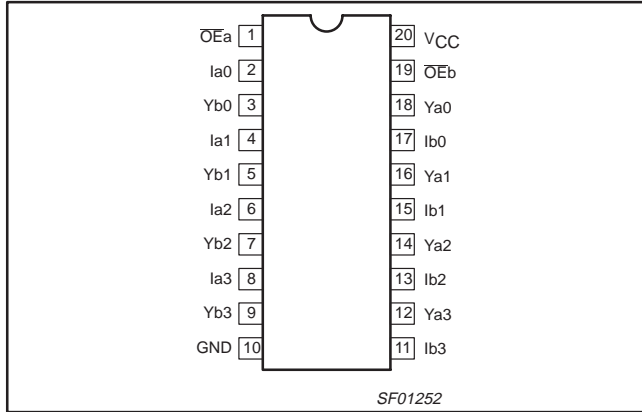 O̅E̅a 1 20 VCC
Ia0 2 19 O̅E̅b
Yb0 3 18 Ya0
Ia1 4 17 Ib0
Yb1 5 16 Ya1
Ia2 6 15 Ib1
Yb2 7 14 Ya2
Ia3 8 13 Ib2
Yb3 9 12 Ya3
GND 10 11 Ib3
SF01252